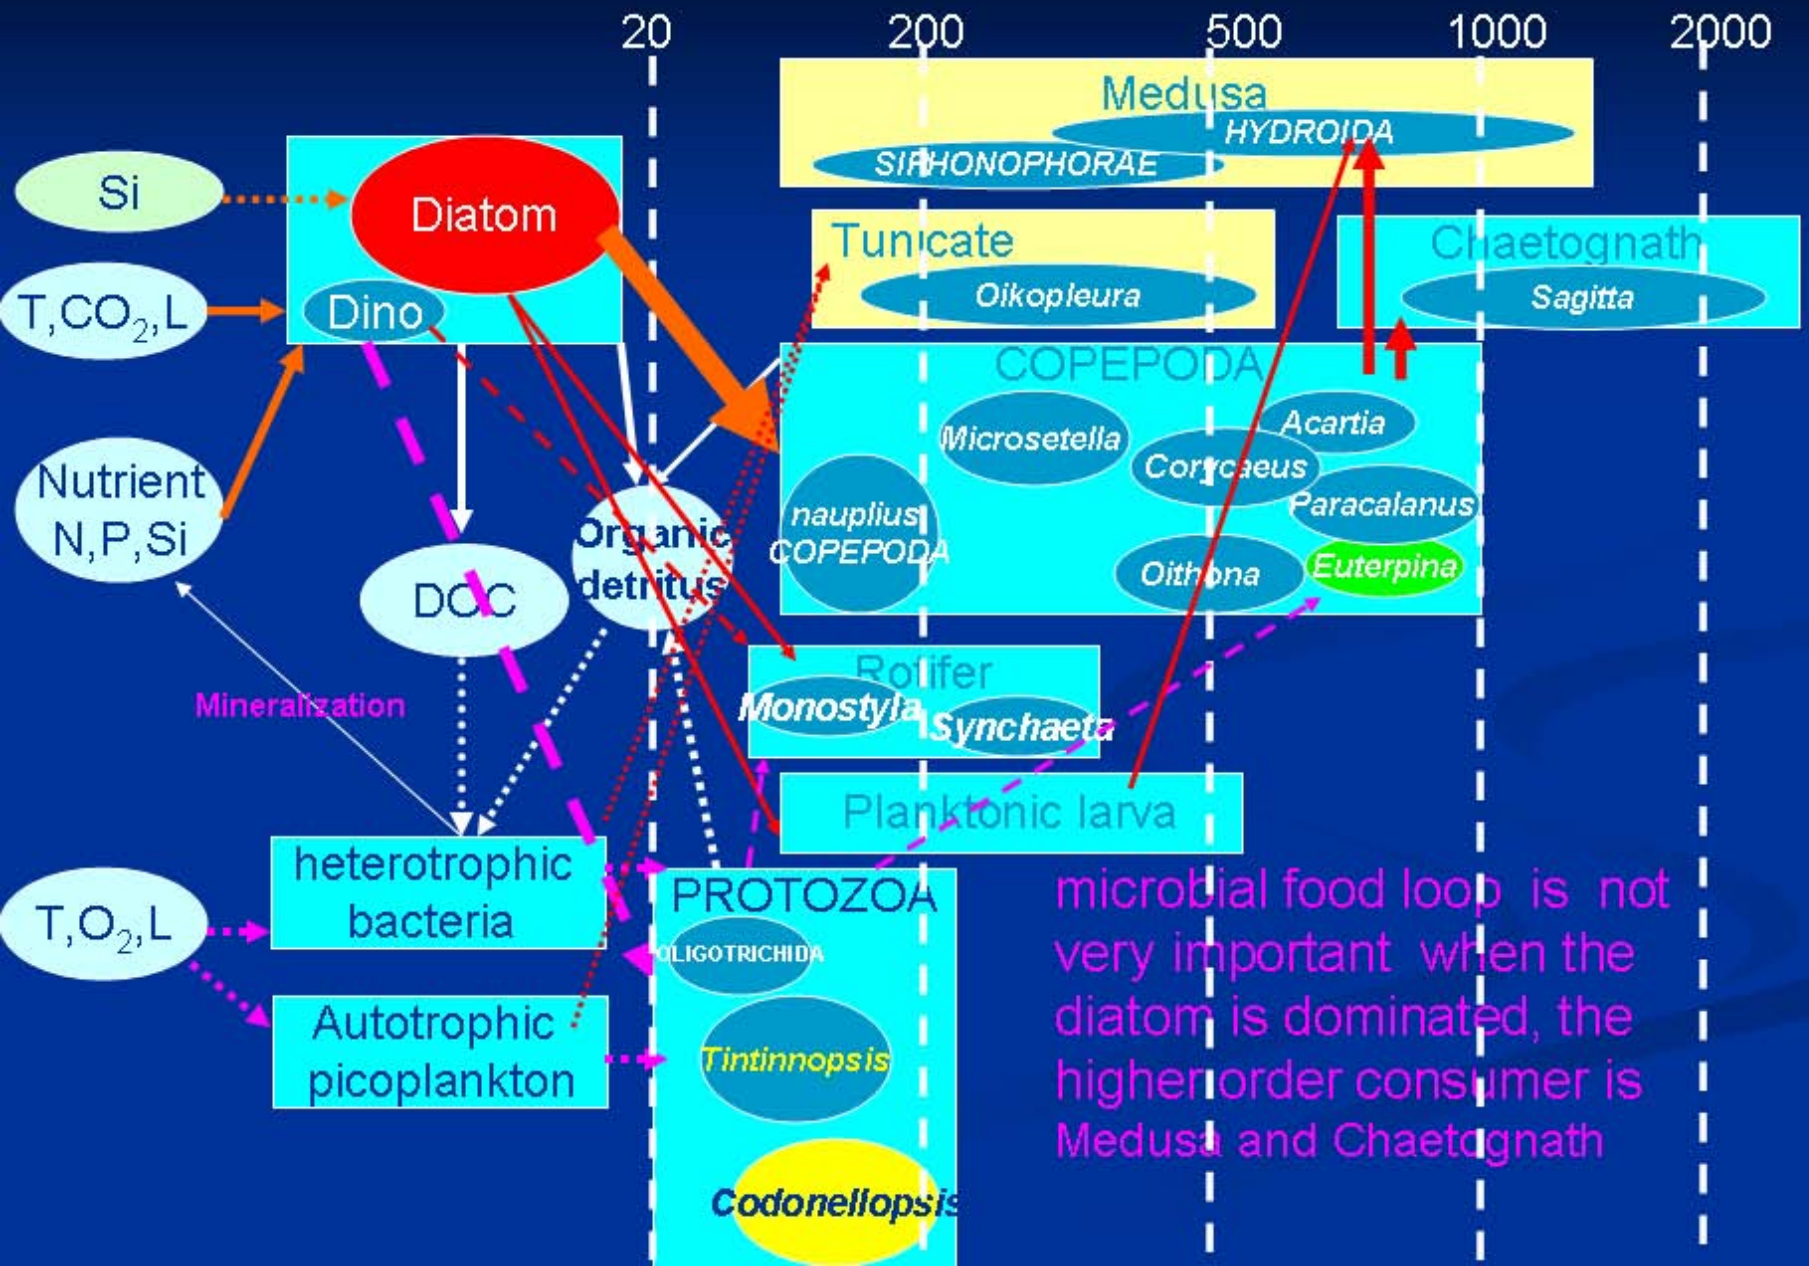 20 200 500 1000 2000
Medusa
HYDROIDA
SIPHONOPHORAE
Si
Diatom
Tunicate
Oikopleura
Chaetognath
Sagitta
T,CO₂,L
Dino
COPEPODA
Microsetella
Acartia
Corycaeus
Paracalanus
nauplius
COPEPODA
Oithona
Euterpina
Nutrient
N,P,Si
Organic
detritus
DOC
Rotifer
Monostyla
Synchaeta
Mineralization
Planktonic larva
heterotrophic
bacteria
T,O₂,L
PROTOZOA
OLIGOTRICHIDA
Autotrophic
picoplankton
Tintinnopsis
Codonellopsis
microbial food loop is not
very important when the
diatom is dominated, the
higher order consumer is
Medusa and Chaetognath